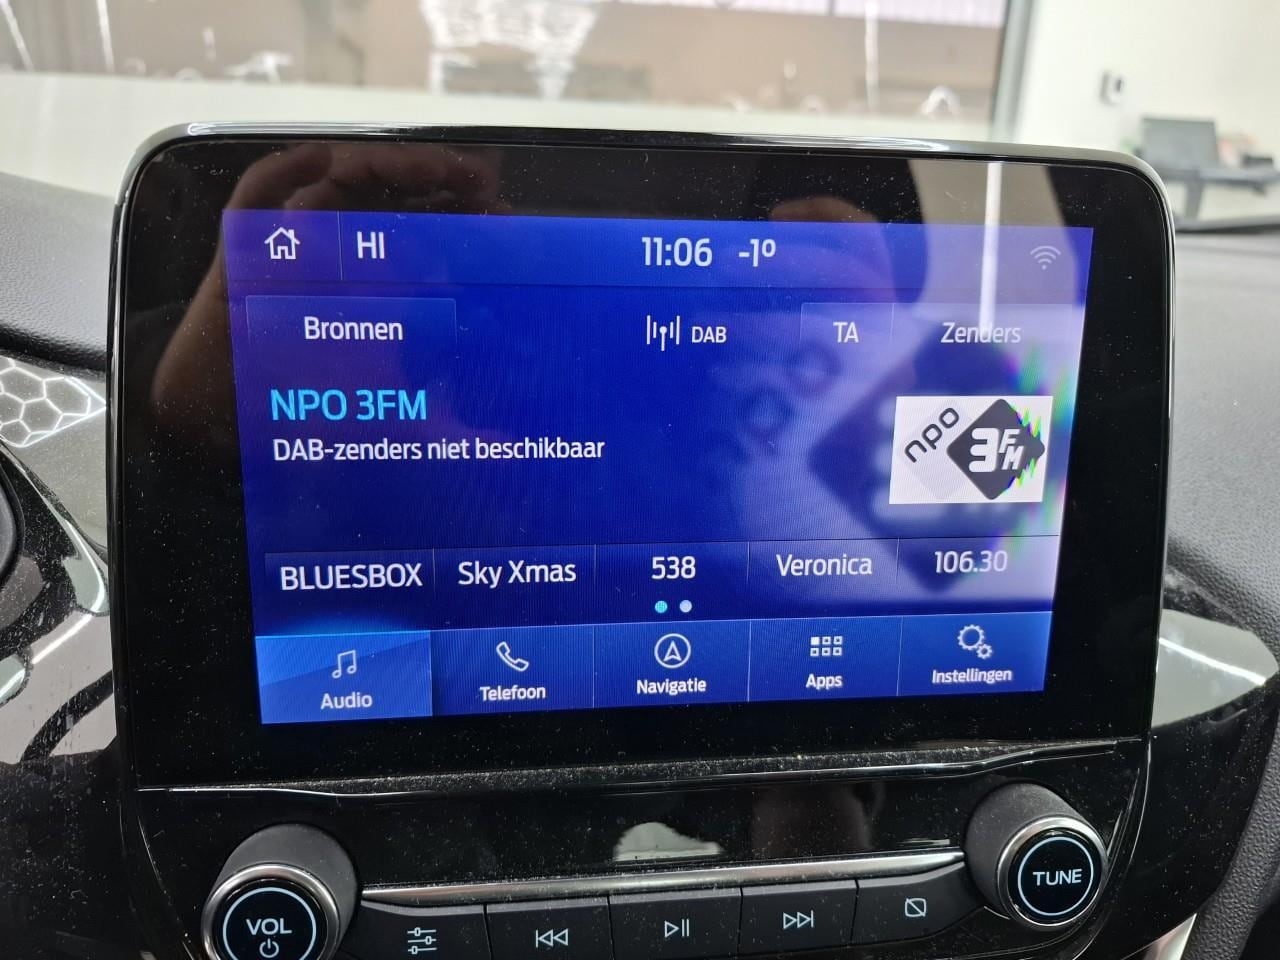 HI 11:06 -1°
Bronnen DAB TA Zenders
NPO 3FM
DAB-zenders niet beschikbaar
npo 3FM
BLUESBOX Sky Xmas 538 Veronica 106.30
Audio Telefoon Navigatie Apps Instellingen
VOL TUNE